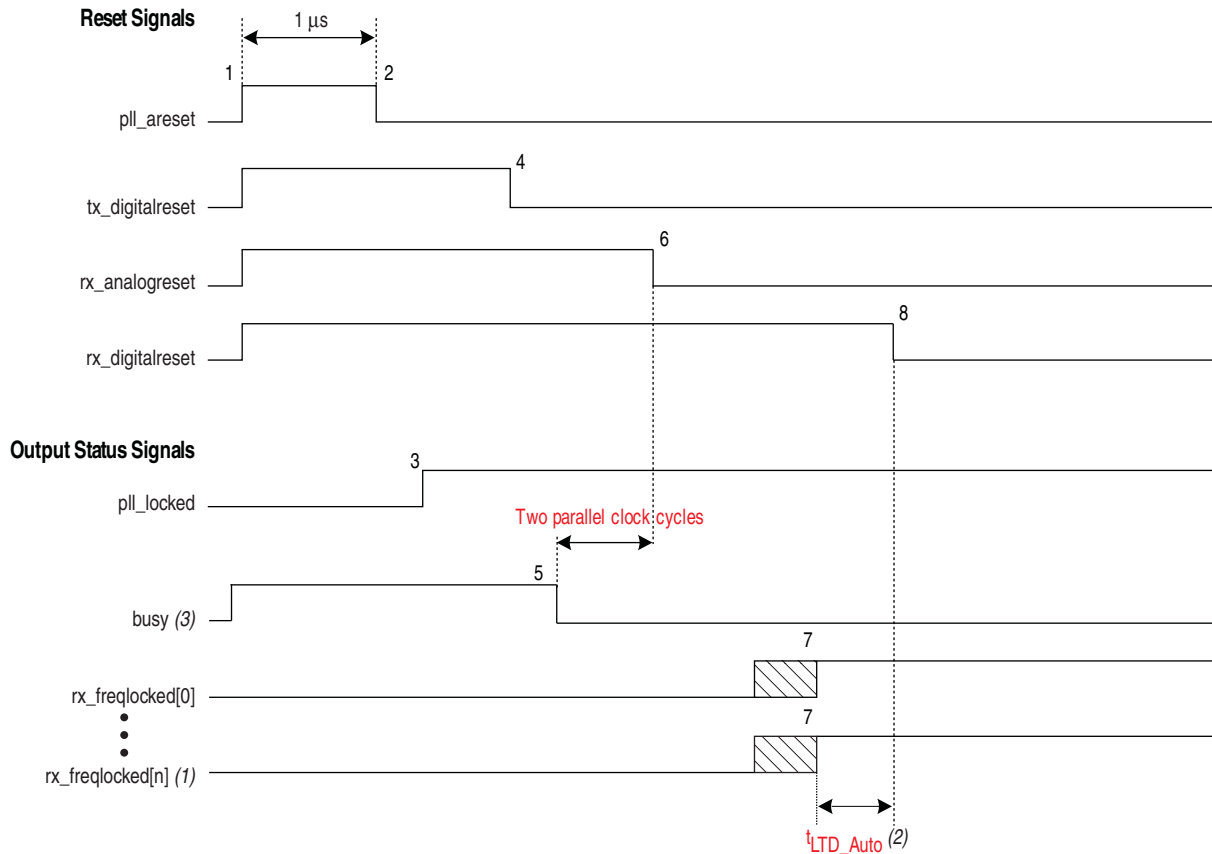 Reset Signals
1 μs
1
2
pll_areset
4
tx_digitalreset
6
rx_analogreset
8
rx_digitalreset
Output Status Signals
3
pll_locked
Two parallel clock cycles
5
busy (3)
7
rx_freqlocked[0]
7
rx_freqlocked[n] (1)
tLTD_Auto (2)